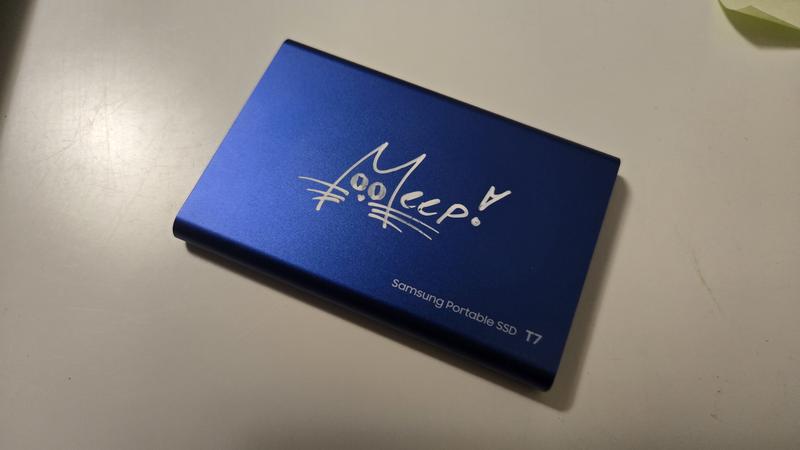 Meep!
Samsung Portable SSD T7